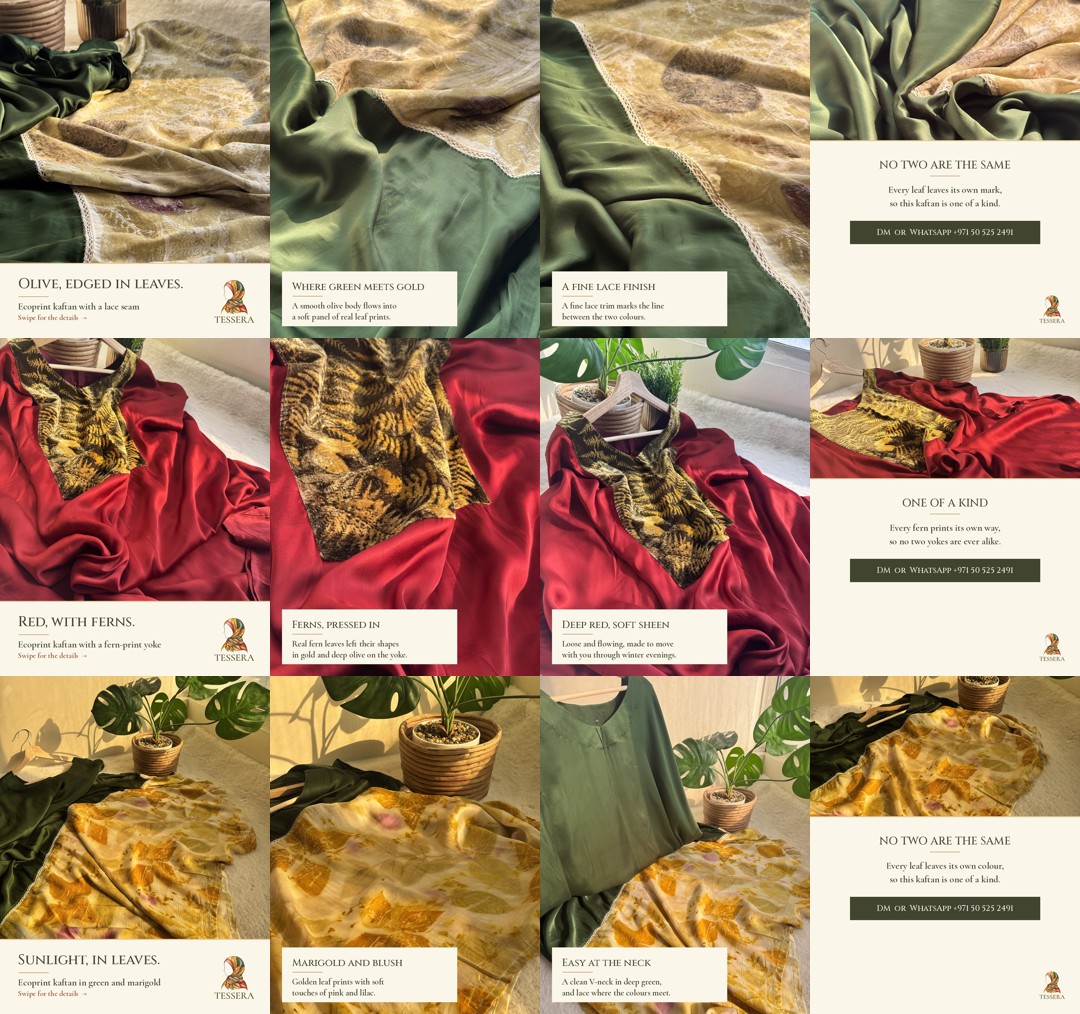 OLIVE, EDGED IN LEAVES.
Ecoprint kaftan with a lace seam
Swipe for the details →
TESSERA
WHERE GREEN MEETS GOLD
A smooth olive body flows into
a soft panel of real leaf prints.
A FINE LACE FINISH
A fine lace trim marks the line
between the two colours.
NO TWO ARE THE SAME
Every leaf leaves its own mark,
so this kaftan is one of a kind.
DM OR WHATSAPP +971 50 525 2491
TESSERA
RED, WITH FERNS.
Ecoprint kaftan with a fern-print yoke
Swipe for the details →
TESSERA
FERNS, PRESSED IN
Real fern leaves left their shapes
in gold and deep olive on the yoke.
DEEP RED, SOFT SHEEN
Loose and flowing, made to move
with you through winter evenings.
ONE OF A KIND
Every fern prints its own way,
so no two yokes are ever alike.
DM OR WHATSAPP +971 50 525 2491
TESSERA
SUNLIGHT, IN LEAVES.
Ecoprint kaftan in green and marigold
Swipe for the details →
TESSERA
MARIGOLD AND BLUSH
Golden leaf prints with soft
touches of pink and lilac.
EASY AT THE NECK
A clean V-neck in deep green,
and lace where the colours meet.
NO TWO ARE THE SAME
Every leaf leaves its own colour,
so this kaftan is one of a kind.
DM OR WHATSAPP +971 50 525 2491
TESSERA